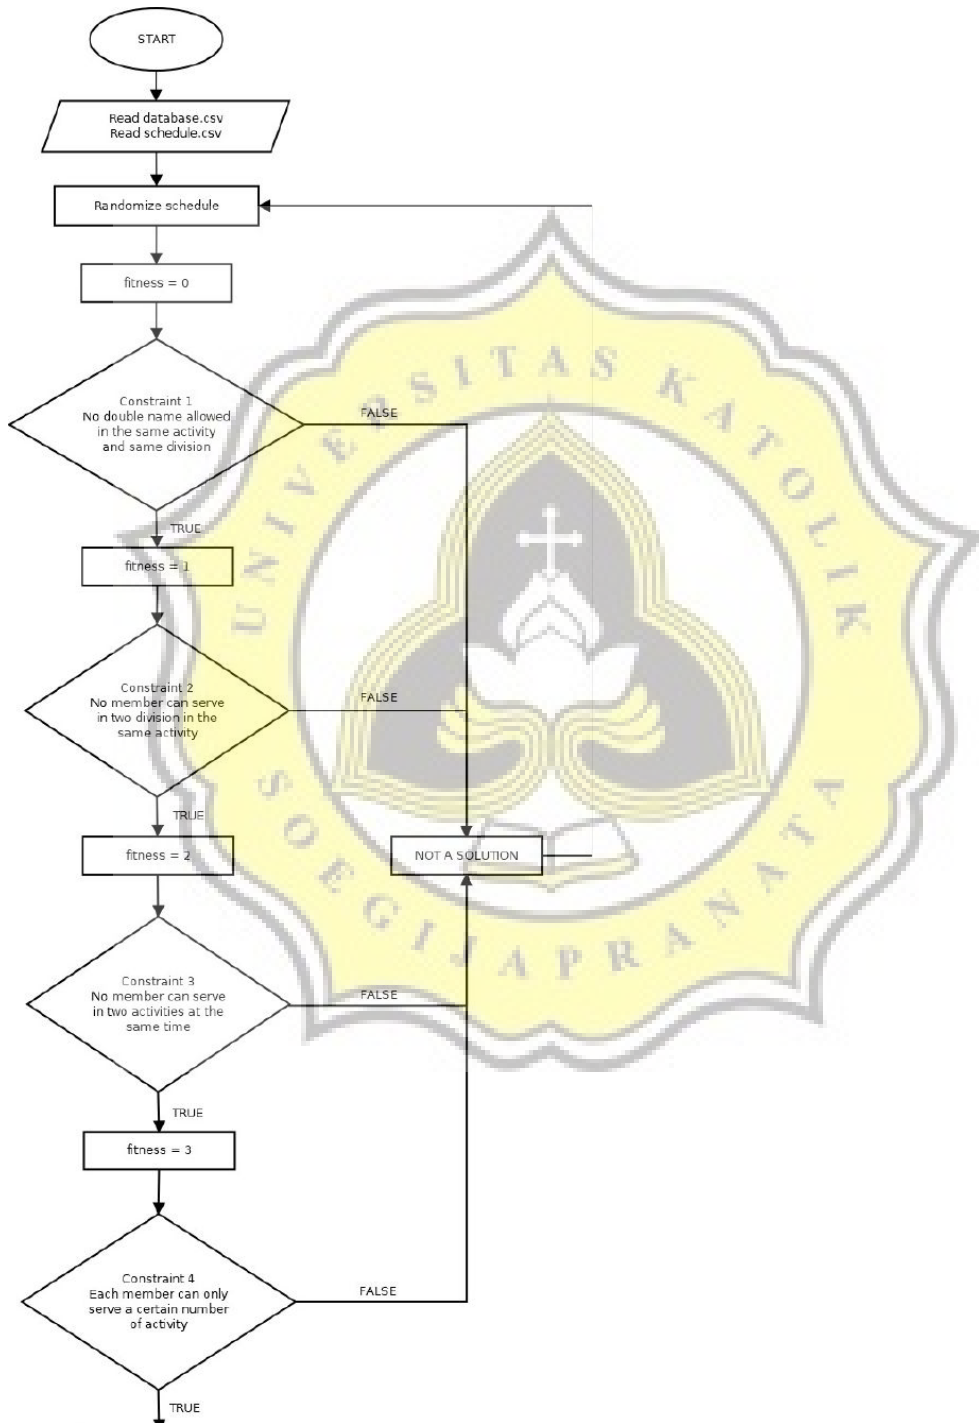 START
Read database.csv
Read schedule.csv
Randomize schedule
fitness = 0
Constraint 1
No double name allowed
in the same activity
and same division
FALSE
TRUE
fitness = 1
Constraint 2
No member can serve
in two division in the
same activity
FALSE
TRUE
fitness = 2
NOT A SOLUTION
Constraint 3
No member can serve
in two activities at the
same time
FALSE
TRUE
fitness = 3
Constraint 4
Each member can only
serve a certain number
of activity
FALSE
TRUE
UNIVERSITAS KATOLIK
SOEGIJAPRANATA